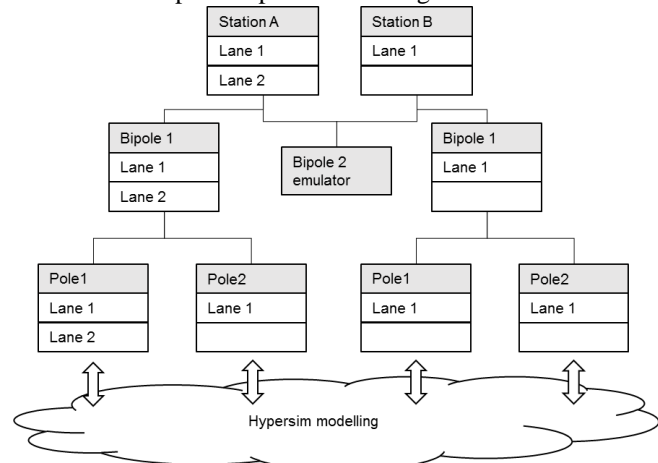 Station A
Lane 1
Lane 2
Station B
Lane 1
Bipole 1
Lane 1
Lane 2
Bipole 2
emulator
Bipole 1
Lane 1
Pole1
Lane 1
Lane 2
Pole2
Lane 1
Pole1
Lane 1
Pole2
Lane 1
Hypersim modelling